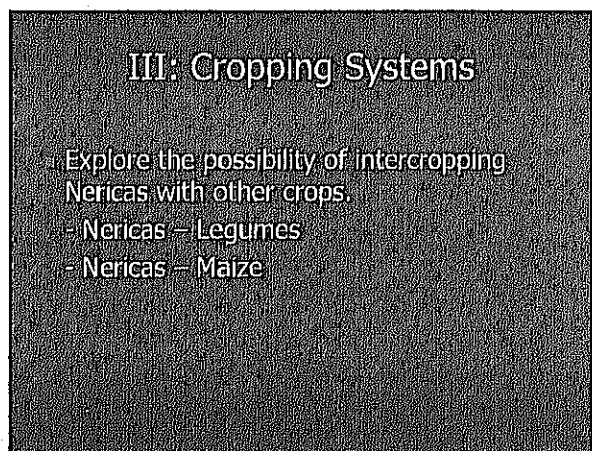 III: Cropping Systems
Explore the possibility of intercropping
Nericas with other crops.
- Nericas – Legumes
- Nericas – Maize